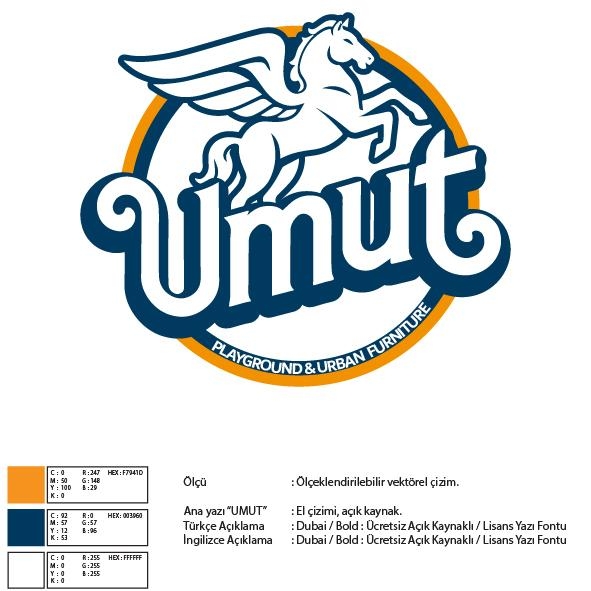 Umut
PLAYGROUND & URBAN FURNITURE
C : 0 R : 247 HEX : F7941D
M : 50 G : 148
Y : 100 B : 29
K : 0
C : 92 R : 0 HEX : 003960
M : 57 G : 57
Y : 12 B : 96
K : 53
C : 0 R : 255 HEX : FFFFFF
M : 0 G : 255
Y : 0 B : 255
K : 0
Ölçü : Ölçeklendirilebilir vektörel çizim.
Ana yazı “UMUT” : El çizimi, açık kaynak.
Türkçe Açıklama : Dubai / Bold : Ücretsiz Açık Kaynaklı / Lisans Yazı Fontu
İngilizce Açıklama : Dubai / Bold : Ücretsiz Açık Kaynaklı / Lisans Yazı Fontu